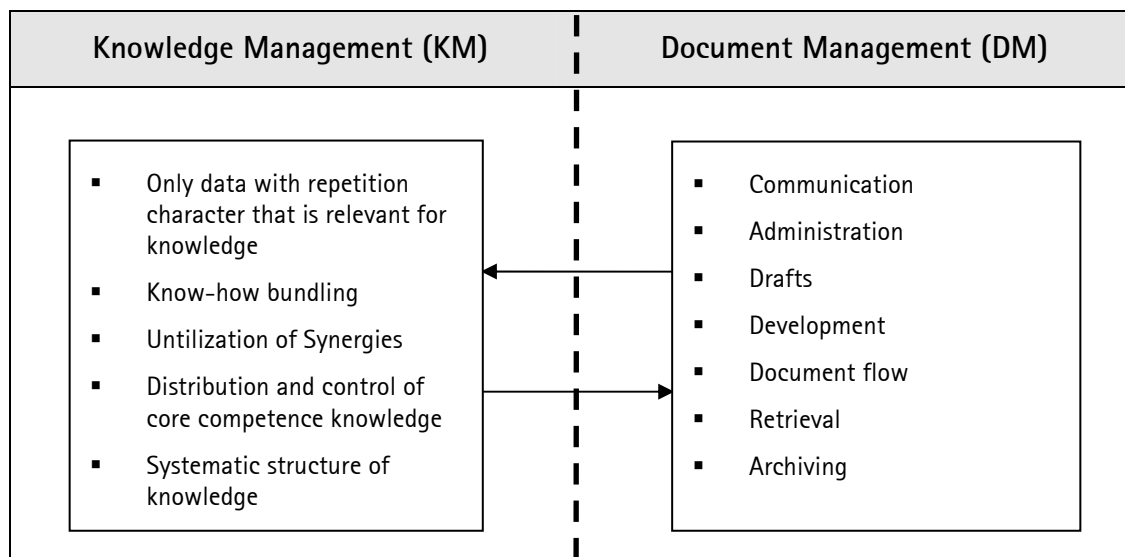 Knowledge Management (KM)
Document Management (DM)
▪ Only data with repetition
character that is relevant for
knowledge
▪ Know-how bundling
▪ Untilization of Synergies
▪ Distribution and control of
core competence knowledge
▪ Systematic structure of
knowledge
▪ Communication
▪ Administration
▪ Drafts
▪ Development
▪ Document flow
▪ Retrieval
▪ Archiving